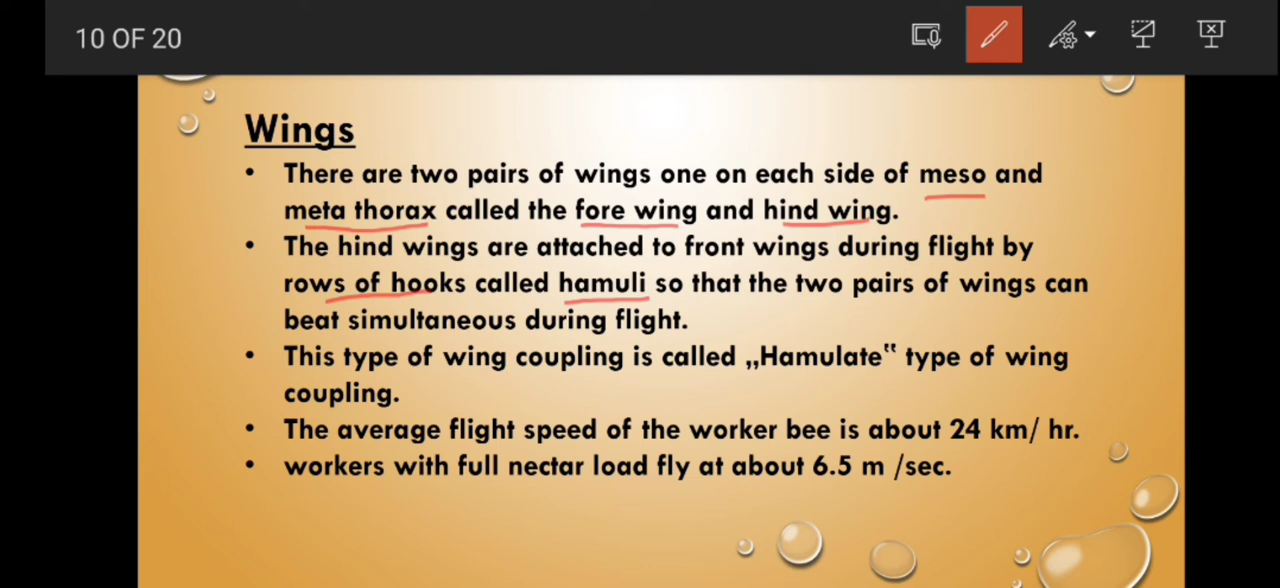 10 OF 20
Wings
• There are two pairs of wings one on each side of meso and
meta thorax called the fore wing and hind wing.
• The hind wings are attached to front wings during flight by
rows of hooks called hamuli so that the two pairs of wings can
beat simultaneous during flight.
• This type of wing coupling is called „Hamulate‟ type of wing
coupling.
• The average flight speed of the worker bee is about 24 km/ hr.
• workers with full nectar load fly at about 6.5 m /sec.